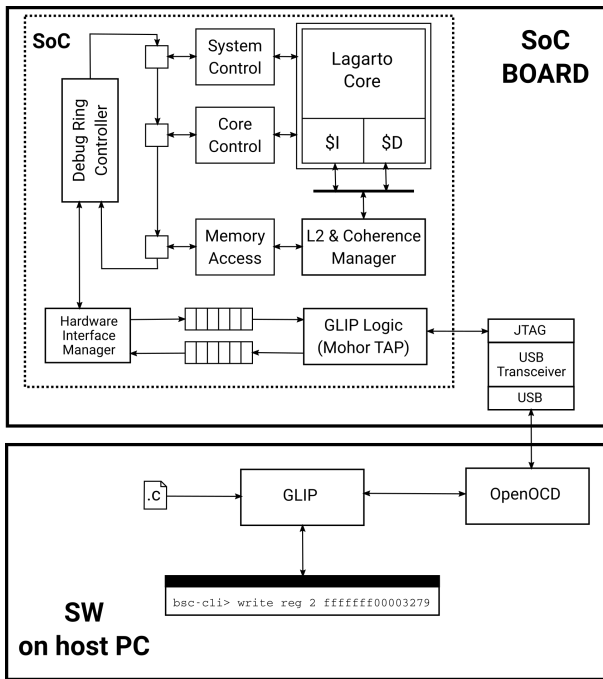 SoC
SoC
BOARD
System
Control
Lagarto
Core
Debug Ring
Controller
Core
Control
$I
$D
Memory
Access
L2 & Coherence
Manager
Hardware
Interface
Manager
GLIP Logic
(Mohor TAP)
JTAG
USB
Transceiver
USB
.C
GLIP
OpenOCD
bsc-cli> write reg 2 fffffff00003279
SW
on host PC